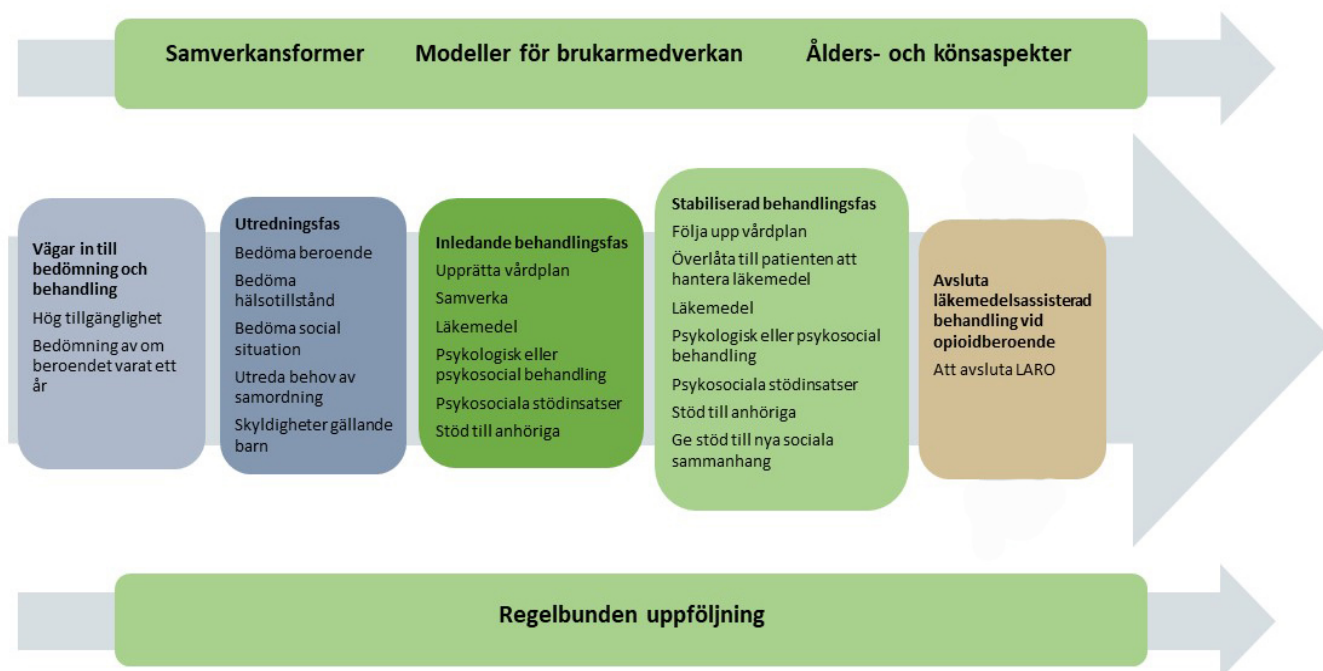 Samverkansformer Modeller för brukarmedverkan Ålders- och könsaspekter
Vägar in till
bedömning och
behandling
Hög tillgänglighet
Bedömning av om
beroendet varat ett
år
Utredningsfas
Bedöma beroende
Bedöma
hälsotillstånd
Bedöma social
situation
Utreda behov av
samordning
Skyldigheter gällande
barn
Inledande behandlingsfas
Upprätta vårdplan
Samverka
Läkemedel
Psykologisk eller
psykosocial behandling
Psykosociala stödinsatser
Stöd till anhöriga
Stabiliserad behandlingsfas
Följa upp vårdplan
Överlåta till patienten att
hantera läkemedel
Läkemedel
Psykologisk eller psykosocial
behandling
Psykosociala stödinsatser
Stöd till anhöriga
Ge stöd till nya sociala
sammanhang
Avsluta
läkemedelsassisterad
behandling vid
opioidberoende
Att avsluta LARO
Regelbunden uppföljning